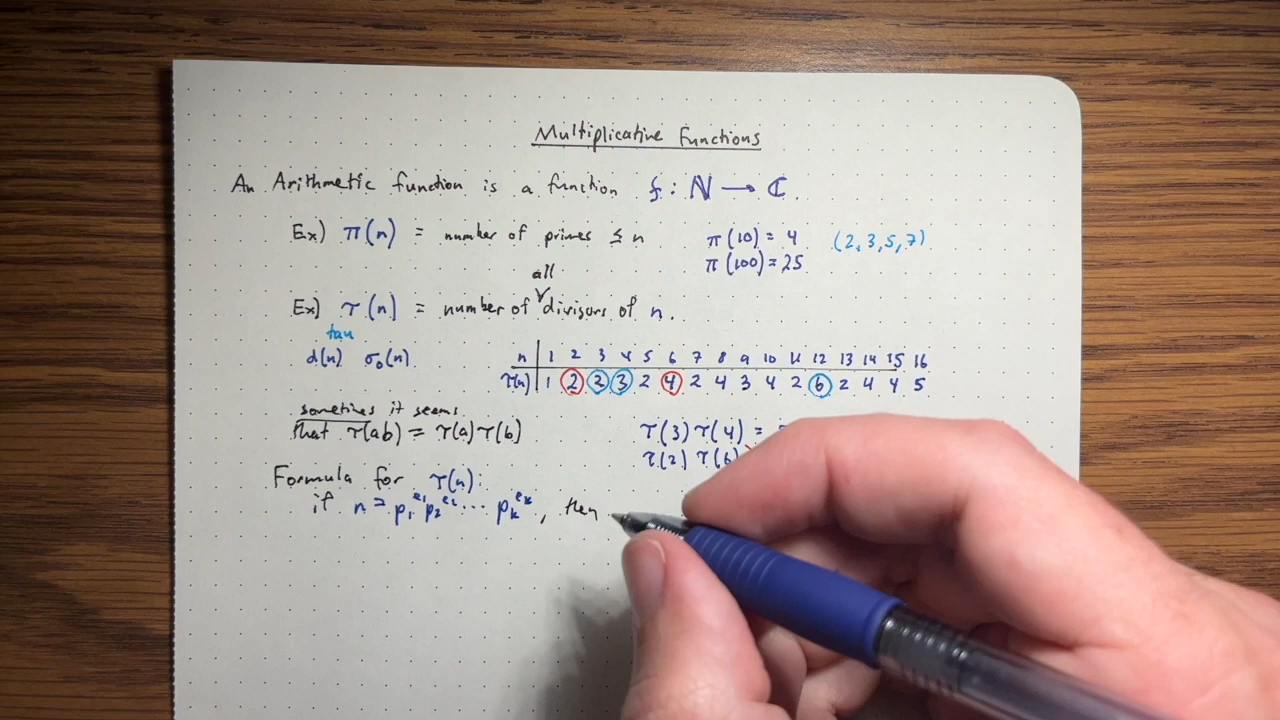 Multiplicative Functions
An Arithmetic function is a function f : ℕ → ℂ.
Ex) π(n) = number of primes ≤ n
π(10) = 4 (2,3,5,7)
π(100) = 25
all
Ex) τ(n) = number of divisors of n.
tau
d(n) σ₀(n)
n 1 2 3 4 5 6 7 8 9 10 11 12 13 14 15 16
τ(n) 1 2 2 3 2 4 2 4 3 4 2 6 2 4 4 5
sometimes it seems
that τ(ab) = τ(a)τ(b)
τ(3) τ(4) =
τ(2) τ(6)
Formula for τ(n):
if n = p₁^e₁ p₂^e₂ ... pₖ^eₖ, then